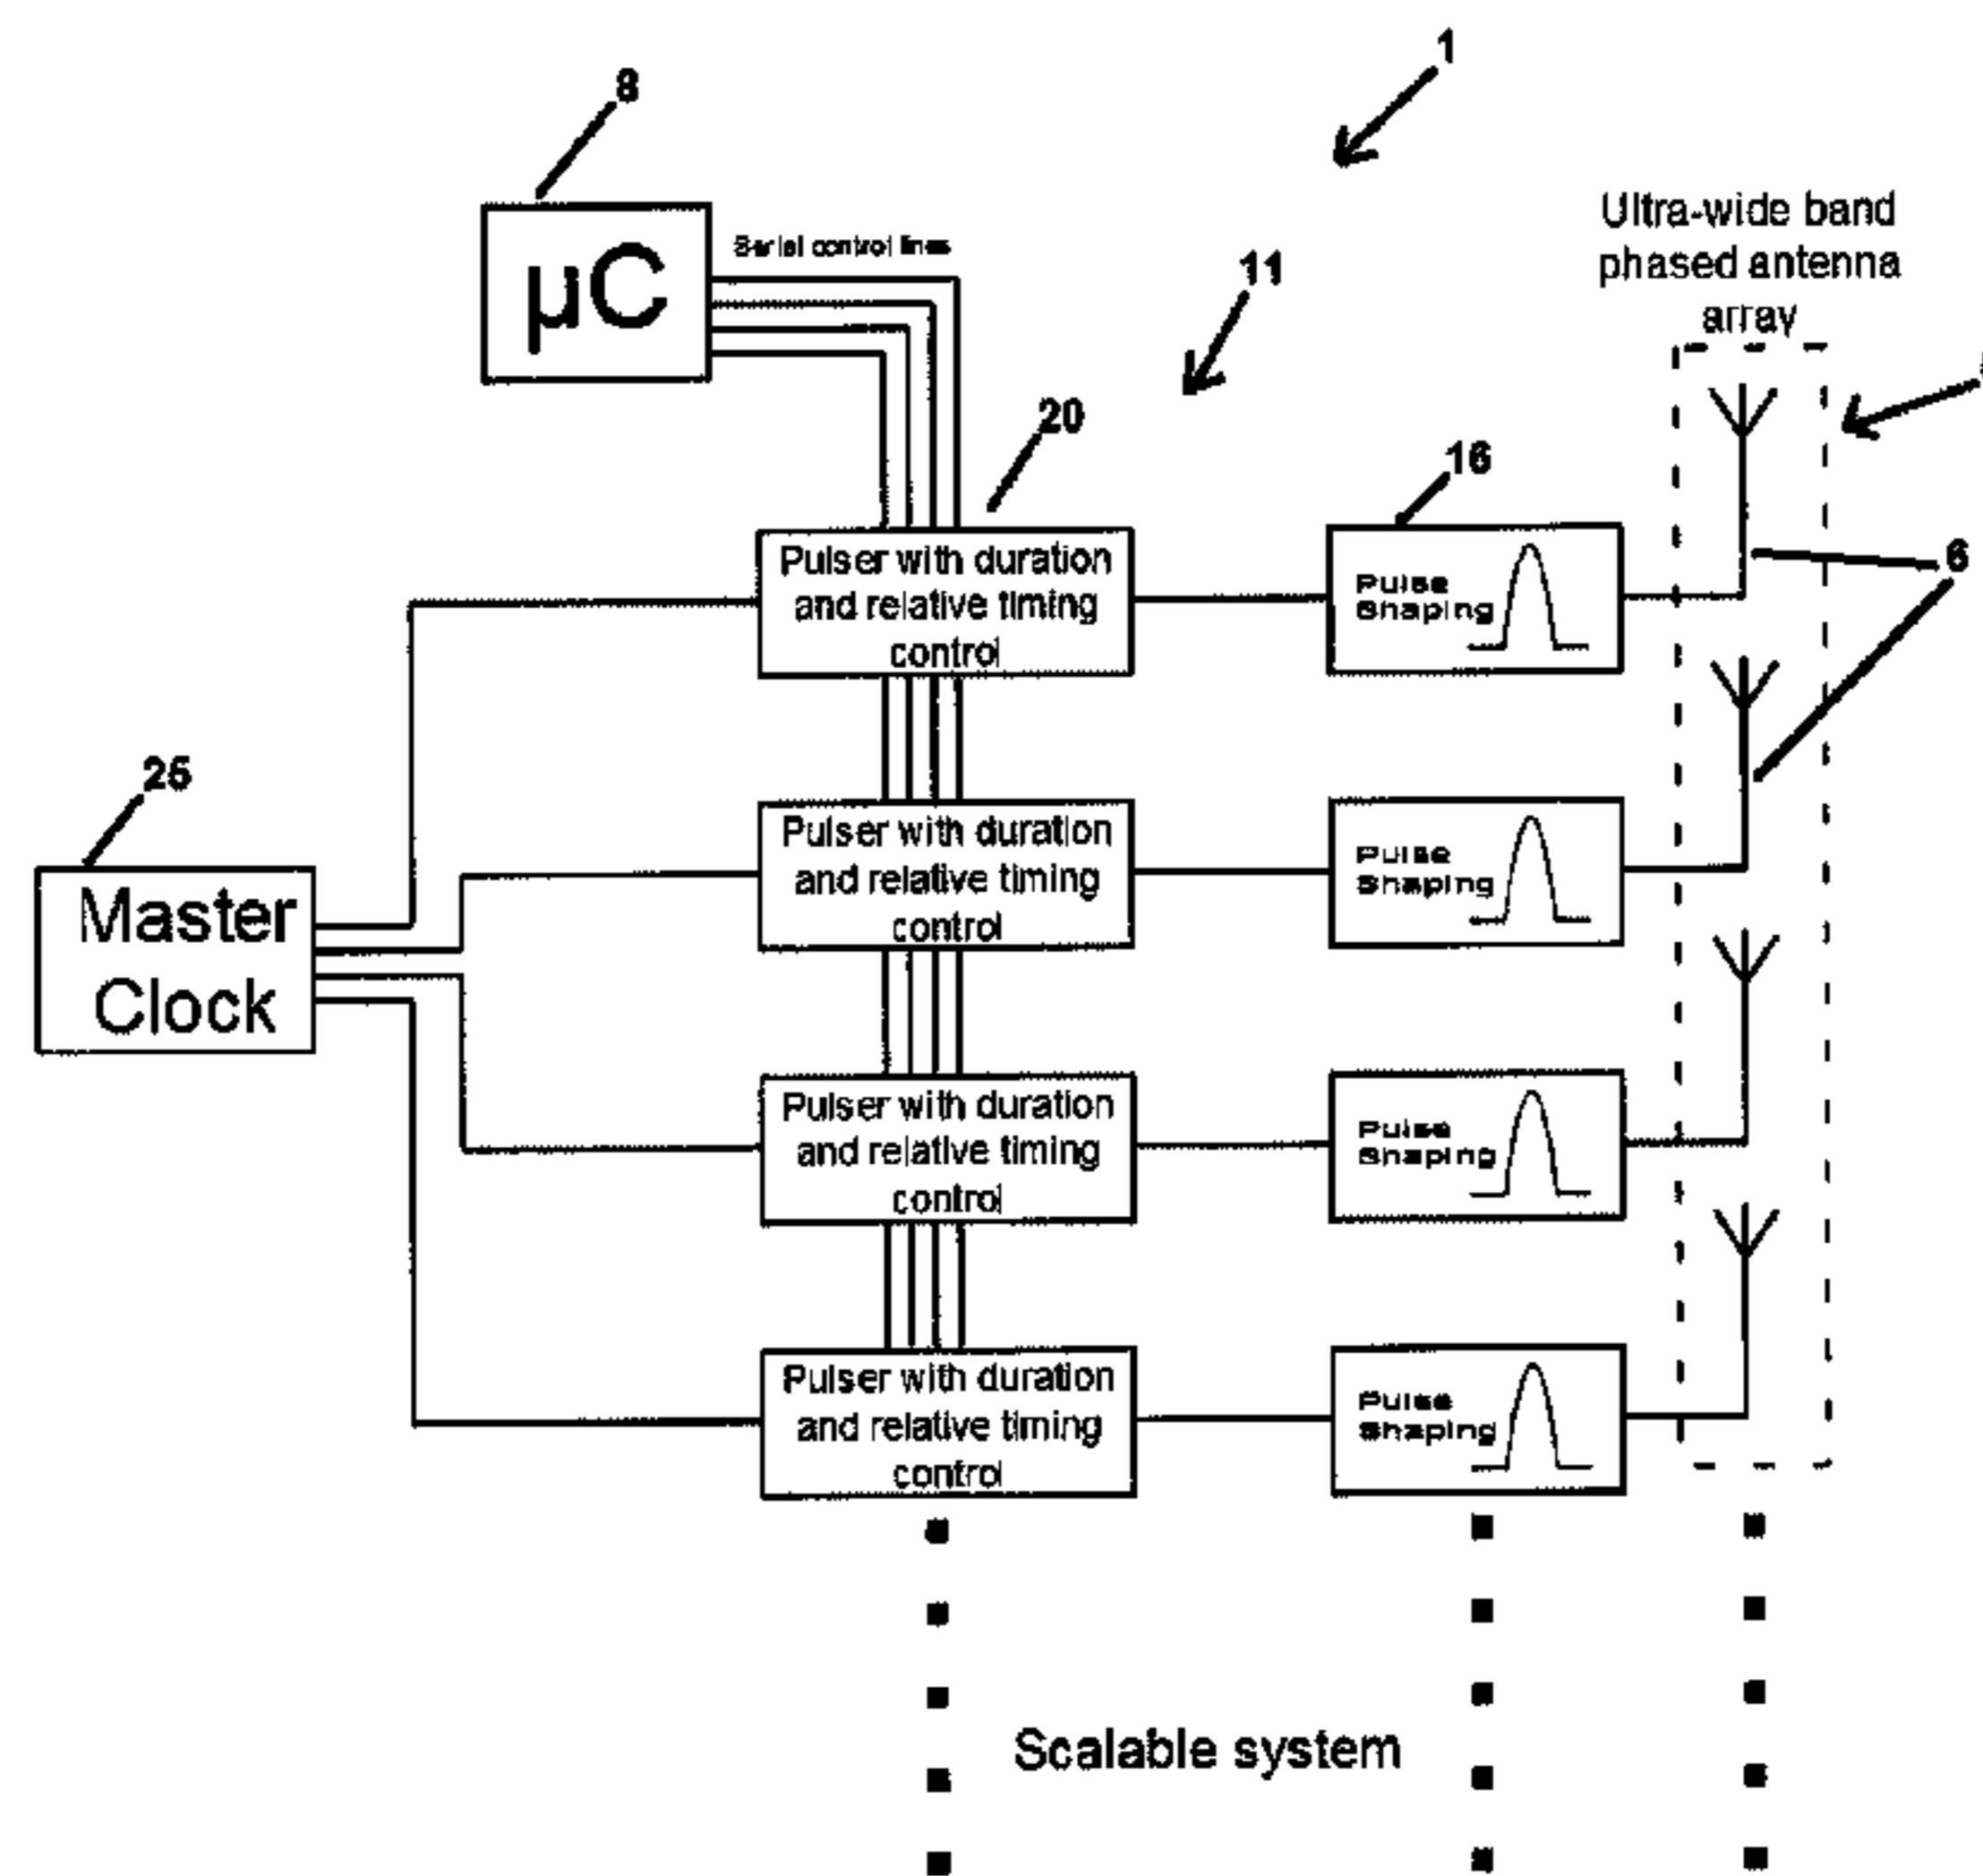 1
8
Ultra-wide band
phased antenna
array
µC
Serial control lines
11
20
16
Pulser with duration
and relative timing
control
Pulse
Shaping
6
25
Master
Clock
Pulser with duration
and relative timing
control
Pulse
Shaping
Pulser with duration
and relative timing
control
Pulse
Shaping
Pulser with duration
and relative timing
control
Pulse
Shaping
Scalable system